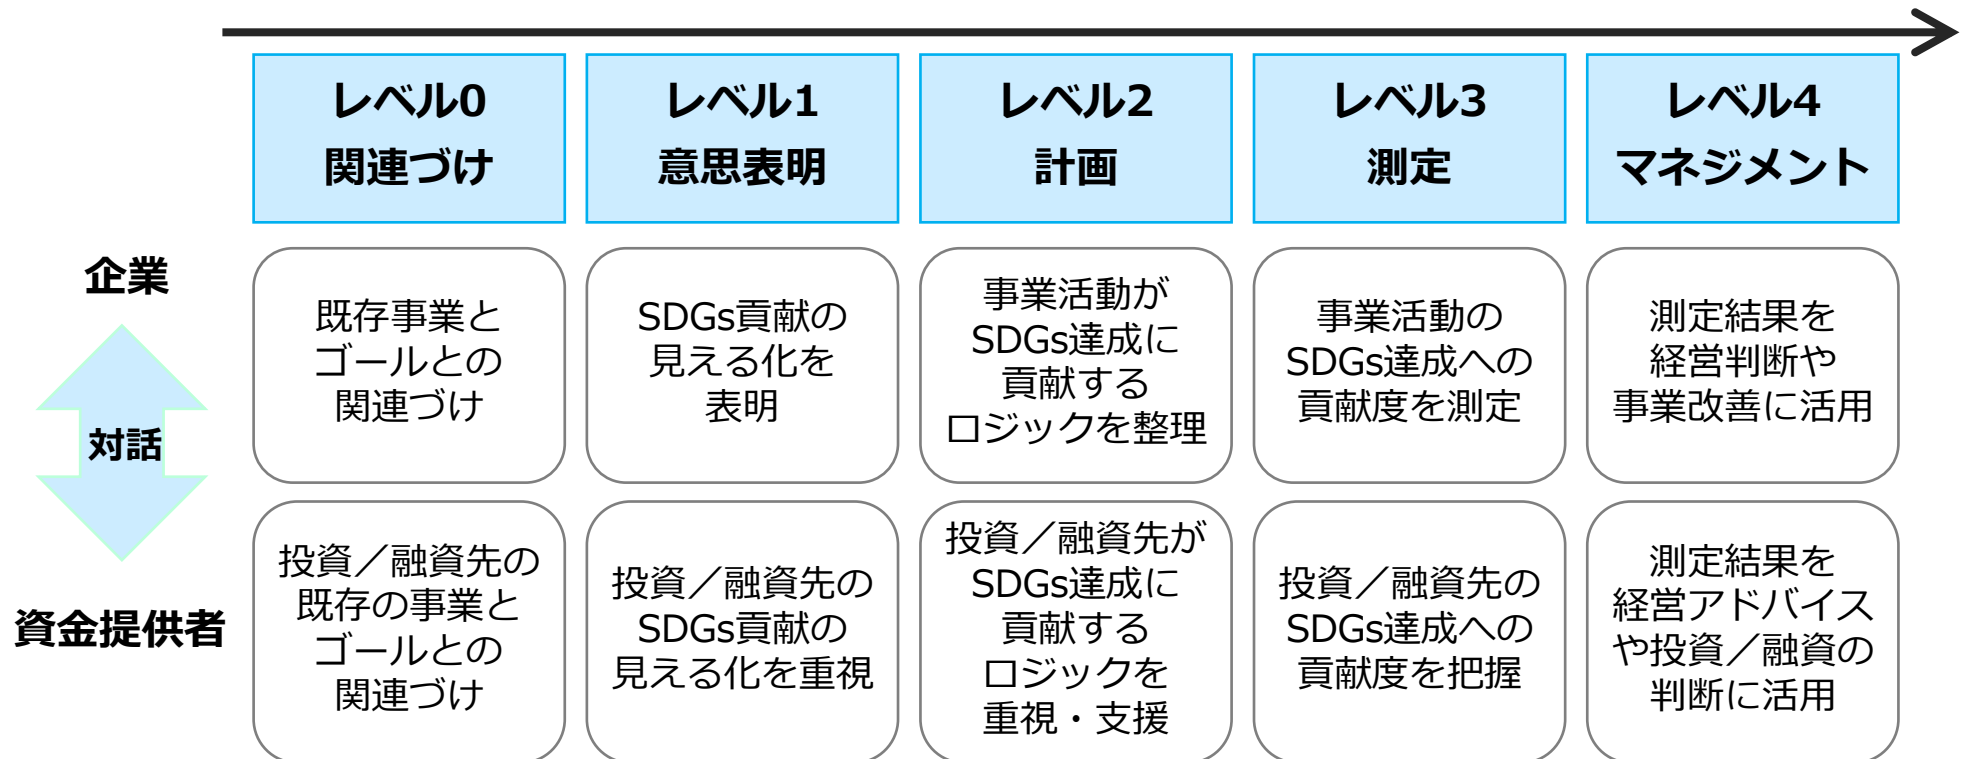 レベル0
関連づけ
レベル1
意思表明
レベル2
計画
レベル3
測定
レベル4
マネジメント
企業
既存事業と
ゴールとの
関連づけ
SDGs貢献の
見える化を
表明
事業活動が
SDGs達成に
貢献する
ロジックを整理
事業活動の
SDGs達成への
貢献度を測定
測定結果を
経営判断や
事業改善に活用
対話
資金提供者
投資／融資先の
既存の事業と
ゴールとの
関連づけ
投資／融資先の
SDGs貢献の
見える化を重視
投資／融資先が
SDGs達成に
貢献する
ロジックを
重視・支援
投資／融資先の
SDGs達成への
貢献度を把握
測定結果を
経営アドバイス
や投資／融資の
判断に活用